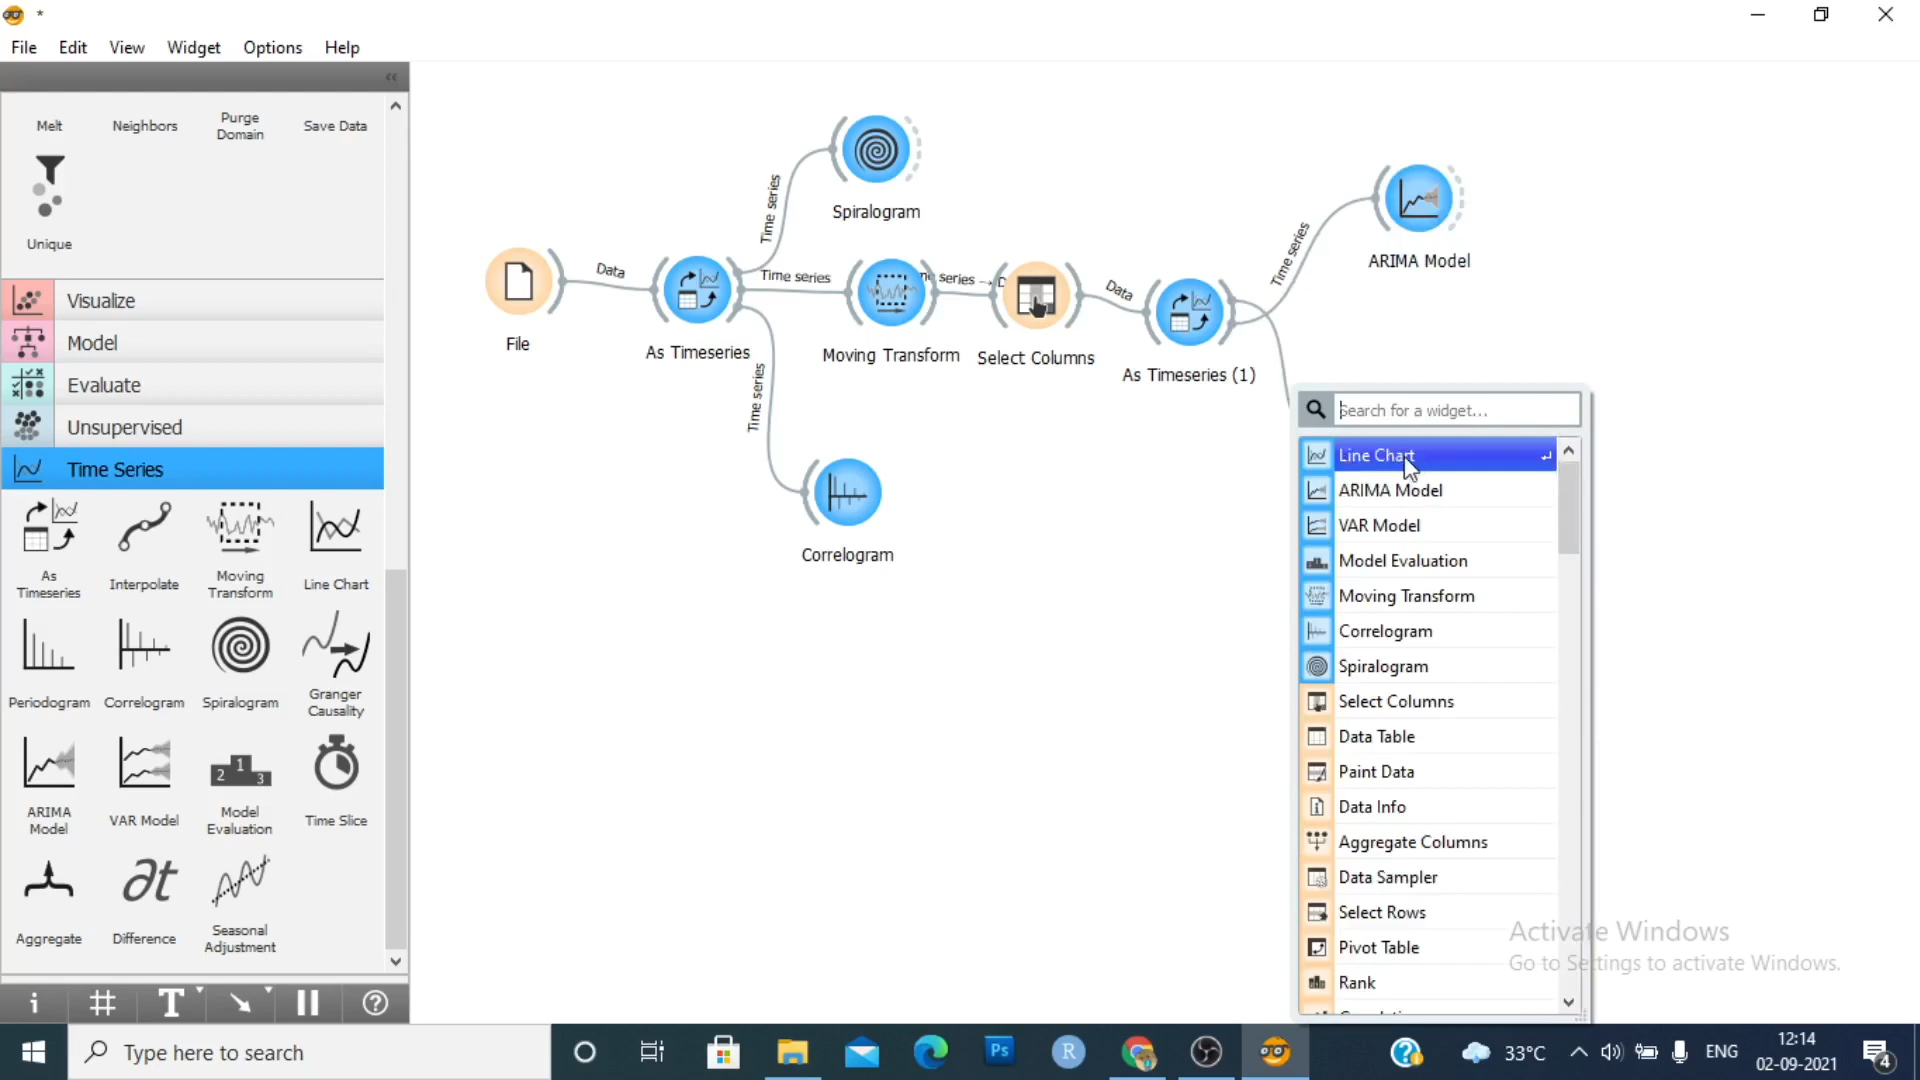 *
File Edit View Widget Options Help
Melt Neighbors Purge Domain Save Data
Unique
Visualize
Model
Evaluate
Unsupervised
Time Series
As Timeseries Interpolate Moving Transform Line Chart
Periodogram Correlogram Spiralogram Granger Causality
ARIMA Model VAR Model Model Evaluation Time Slice
Aggregate Difference Seasonal Adjustment
Spiralogram
Time series
ARIMA Model
Time series
Data
Time series
series → D
Data
File
As Timeseries
Moving Transform
Select Columns
As Timeseries (1)
Time series
Correlogram
Search for a widget...
Line Chart
ARIMA Model
VAR Model
Model Evaluation
Moving Transform
Correlogram
Spiralogram
Select Columns
Data Table
Paint Data
Data Info
Aggregate Columns
Data Sampler
Select Rows
Pivot Table
Rank
Activate Windows
Go to Settings to activate Windows.
Type here to search
Ps
R
33°C
ENG
12:14
02-09-2021
4